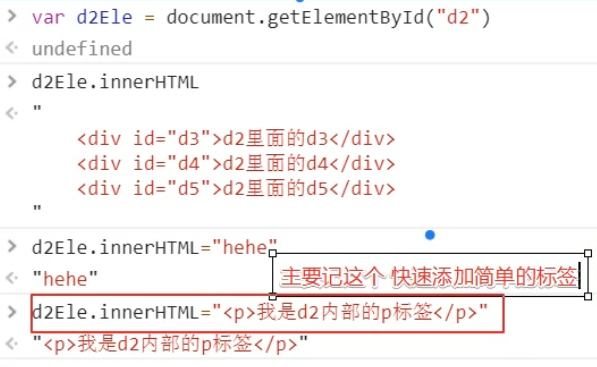 > var d2Ele = document.getElementById("d2")
< undefined
> d2Ele.innerHTML
< "
<div id="d3">d2里面的d3</div>
<div id="d4">d2里面的d4</div>
<div id="d5">d2里面的d5</div>
"
> d2Ele.innerHTML="hehe"
< "hehe"
主要记这个 快速添加简单的标签
> d2Ele.innerHTML="<p>我是d2内部的p标签</p>"
< "<p>我是d2内部的p标签</p>"